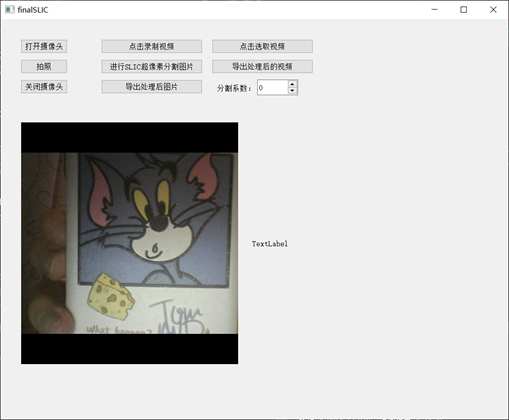 finalSLIC
打开摄像头
点击录制视频
点击选取视频
拍照
进行SLIC超像素分割图片
导出处理后的视频
关闭摄像头
导出处理后图片
分割系数：
0
TextLabel
What happen?
Tom